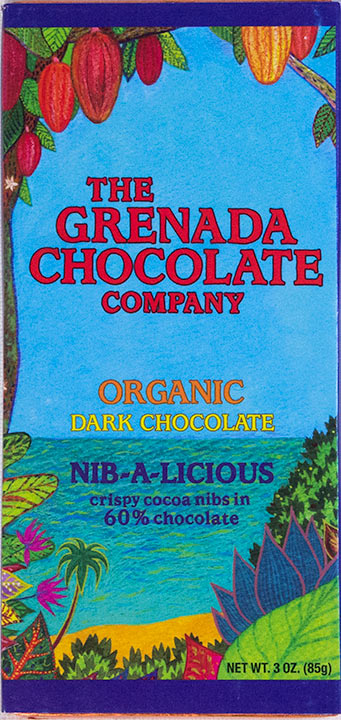 THE
GRENADA
CHOCOLATE
COMPANY
ORGANIC
DARK CHOCOLATE
NIB-A-LICIOUS
crispy cocoa nibs in
60% chocolate
NET WT. 3 OZ. (85g)